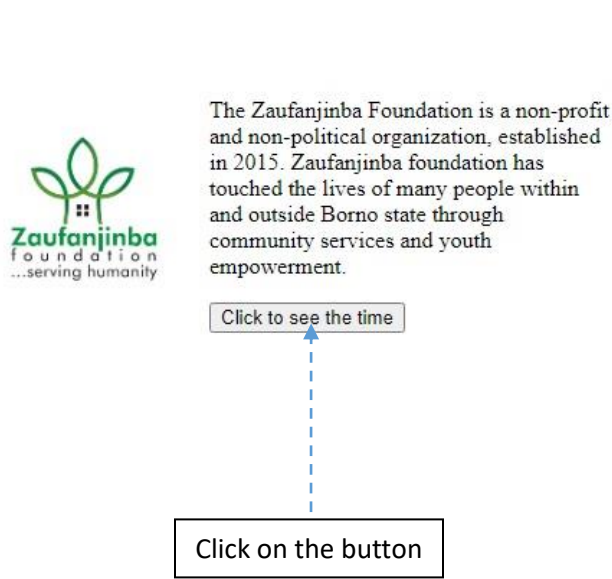 The Zaufanjinba Foundation is a non-profit
and non-political organization, established
in 2015. Zaufanjinba foundation has
touched the lives of many people within
and outside Borno state through
community services and youth
empowerment.
Zaufanjinba
foundation
...serving humanity
Click to see the time
Click on the button